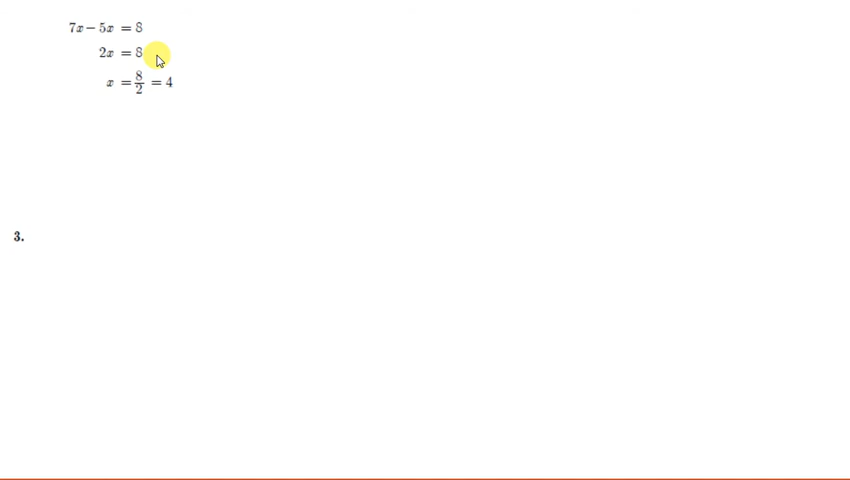 7x − 5x = 8
2x = 8
x = 8/2 = 4
3.